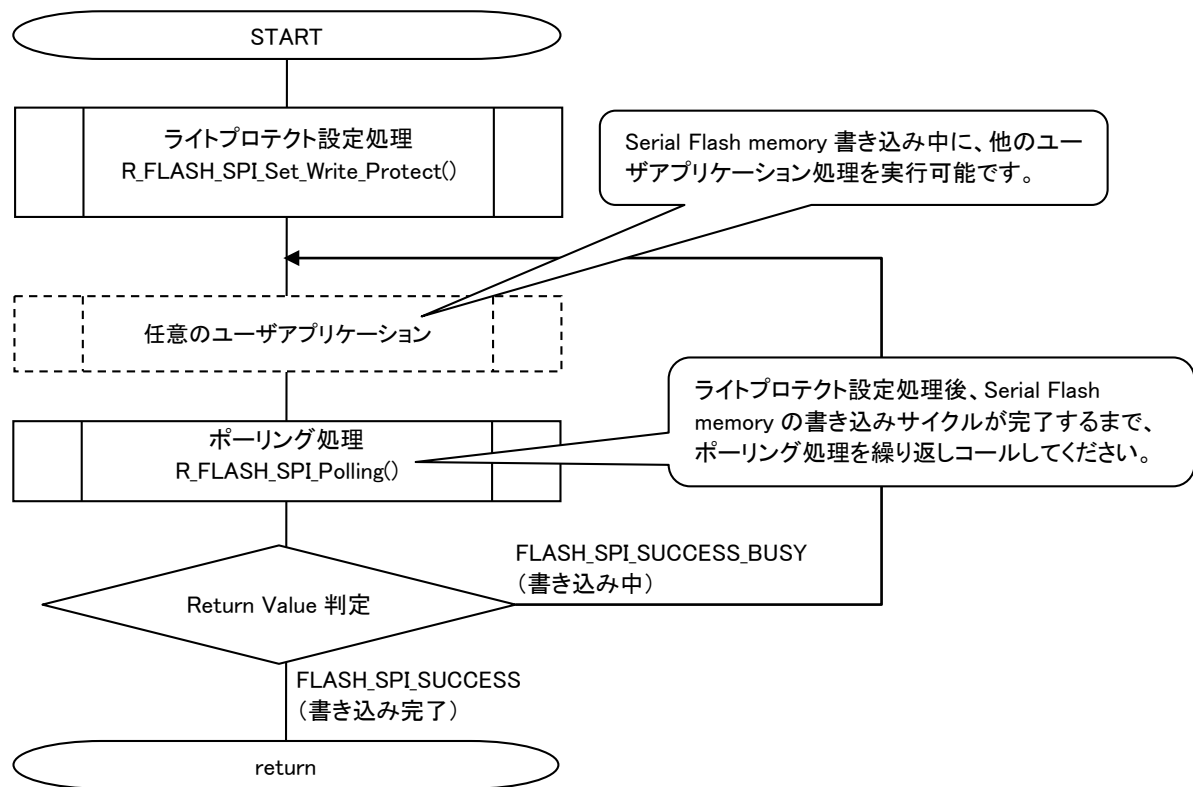 START
ライトプロテクト設定処理
R_FLASH_SPI_Set_Write_Protect()
Serial Flash memory 書き込み中に、他のユー
ザアプリケーション処理を実行可能です。
任意のユーザアプリケーション
ライトプロテクト設定処理後、Serial Flash
memory の書き込みサイクルが完了するまで、
ポーリング処理を繰り返しコールしてください。
ポーリング処理
R_FLASH_SPI_Polling()
FLASH_SPI_SUCCESS_BUSY
(書き込み中)
Return Value 判定
FLASH_SPI_SUCCESS
(書き込み完了)
return